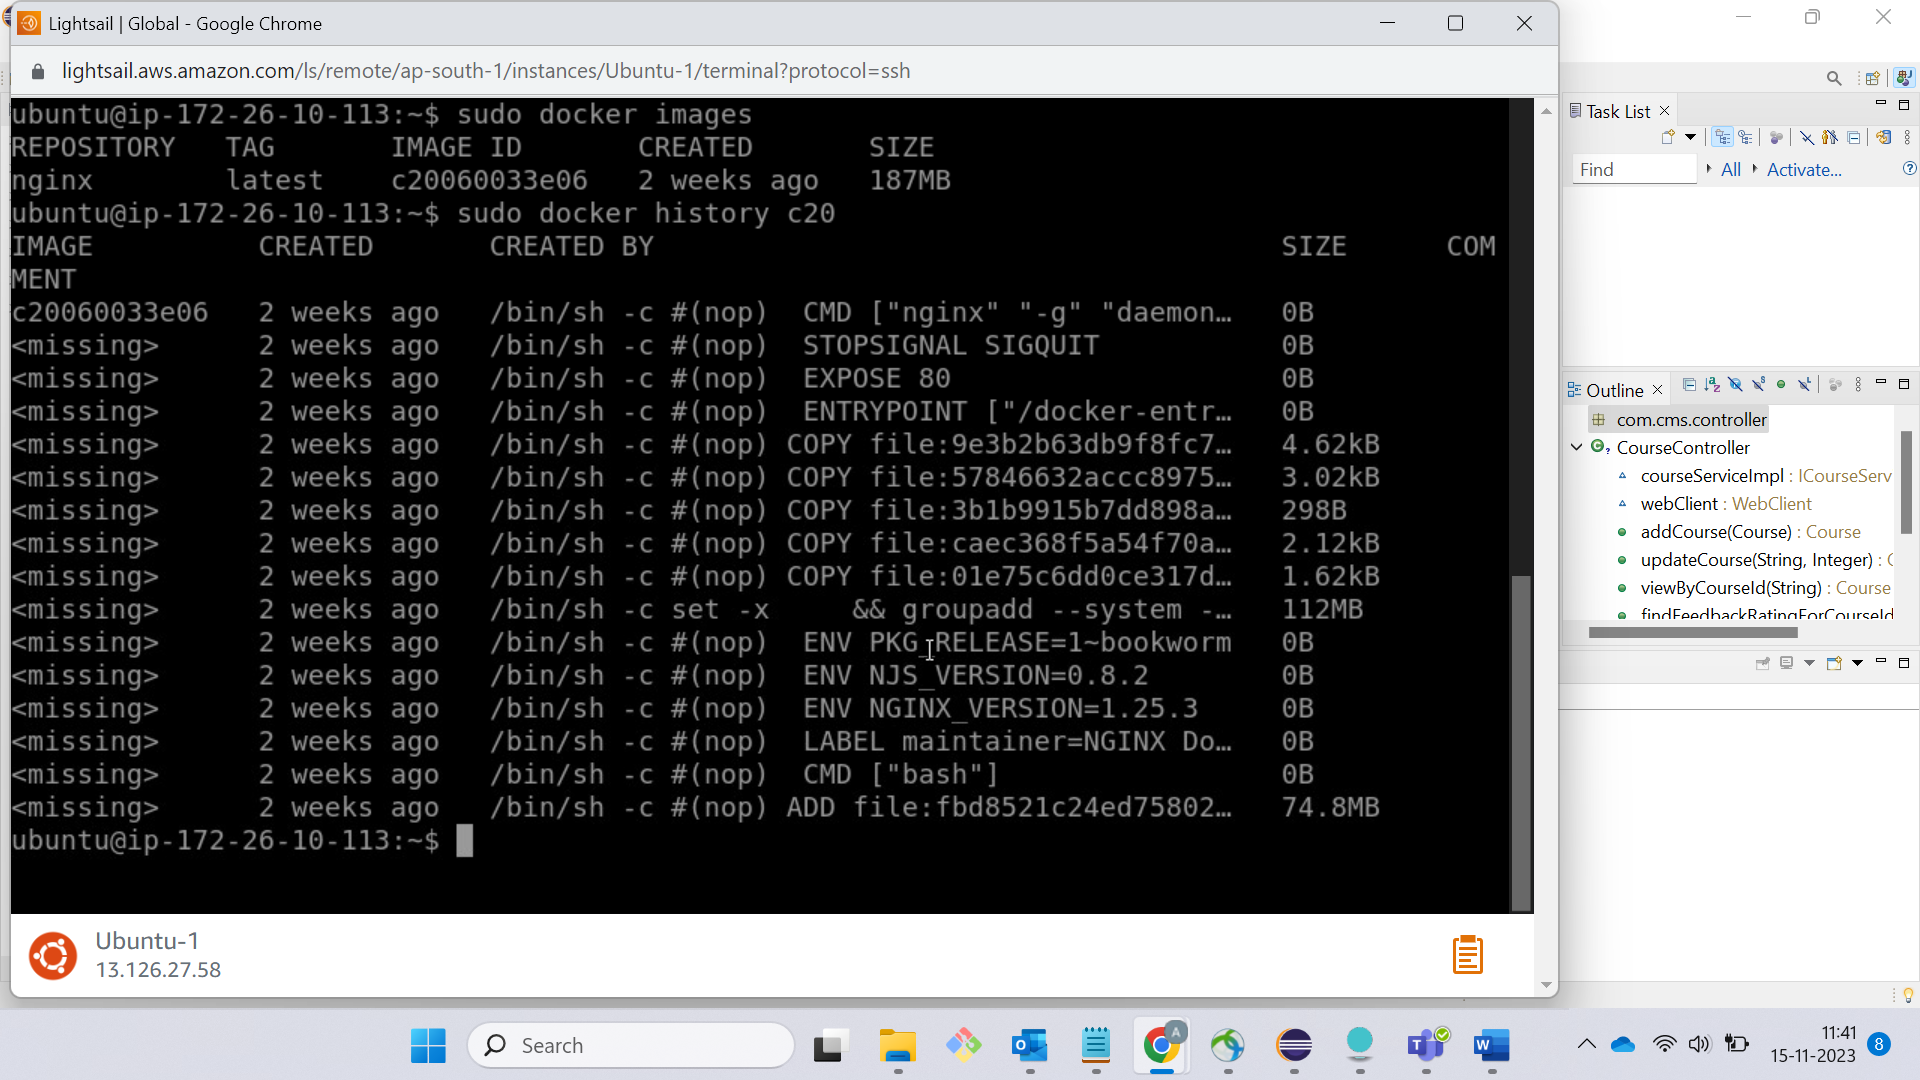 Lightsail | Global - Google Chrome
lightsail.aws.amazon.com/ls/remote/ap-south-1/instances/Ubuntu-1/terminal?protocol=ssh
ubuntu@ip-172-26-10-113:~$ sudo docker images
REPOSITORY TAG IMAGE ID CREATED SIZE
nginx latest c20060033e06 2 weeks ago 187MB
ubuntu@ip-172-26-10-113:~$ sudo docker history c20
IMAGE CREATED CREATED BY SIZE COM
MENT
c20060033e06 2 weeks ago /bin/sh -c #(nop) CMD ["nginx" "-g" "daemon… 0B
<missing> 2 weeks ago /bin/sh -c #(nop) STOPSIGNAL SIGQUIT 0B
<missing> 2 weeks ago /bin/sh -c #(nop) EXPOSE 80 0B
<missing> 2 weeks ago /bin/sh -c #(nop) ENTRYPOINT ["/docker-entr… 0B
<missing> 2 weeks ago /bin/sh -c #(nop) COPY file:9e3b2b63db9f8fc7… 4.62kB
<missing> 2 weeks ago /bin/sh -c #(nop) COPY file:57846632accc8975… 3.02kB
<missing> 2 weeks ago /bin/sh -c #(nop) COPY file:3b1b9915b7dd898a… 298B
<missing> 2 weeks ago /bin/sh -c #(nop) COPY file:caec368f5a54f70a… 2.12kB
<missing> 2 weeks ago /bin/sh -c #(nop) COPY file:01e75c6dd0ce317d… 1.62kB
<missing> 2 weeks ago /bin/sh -c set -x && groupadd --system -… 112MB
<missing> 2 weeks ago /bin/sh -c #(nop) ENV PKG_RELEASE=1~bookworm 0B
<missing> 2 weeks ago /bin/sh -c #(nop) ENV NJS_VERSION=0.8.2 0B
<missing> 2 weeks ago /bin/sh -c #(nop) ENV NGINX_VERSION=1.25.3 0B
<missing> 2 weeks ago /bin/sh -c #(nop) LABEL maintainer=NGINX Do… 0B
<missing> 2 weeks ago /bin/sh -c #(nop) CMD ["bash"] 0B
<missing> 2 weeks ago /bin/sh -c #(nop) ADD file:fbd8521c24ed75802… 74.8MB
ubuntu@ip-172-26-10-113:~$
Ubuntu-1
13.126.27.58
Task List
Find All Activate...
Outline
com.cms.controller
CourseController
courseServiceImpl : ICourseServ
webClient : WebClient
addCourse(Course) : Course
updateCourse(String, Integer) : C
viewByCourseId(String) : Course
findFeedbackRatingForCourseId
Search
A
11:41
15-11-2023
8